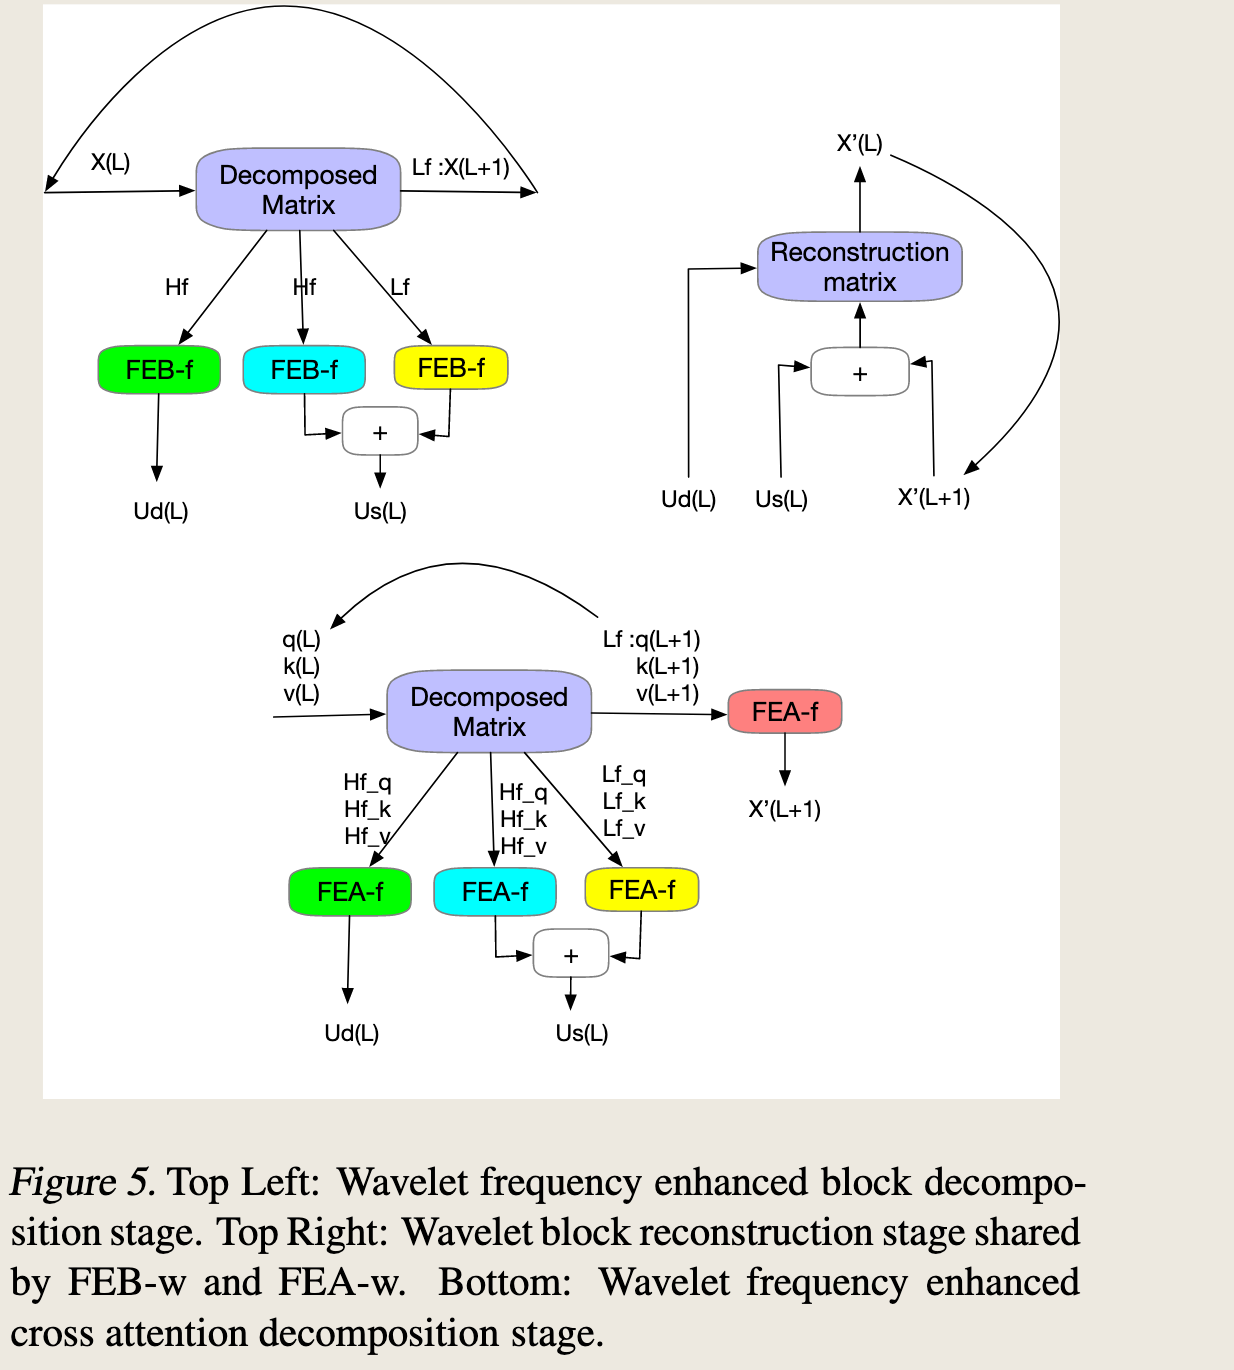 X(L)
Decomposed
Matrix
Lf :X(L+1)
Hf
Hf
Lf
FEB-f
FEB-f
FEB-f
+
Ud(L)
Us(L)
X’(L)
Reconstruction
matrix
+
Ud(L)
Us(L)
X’(L+1)
q(L)
k(L)
v(L)
Decomposed
Matrix
Lf :q(L+1)
k(L+1)
v(L+1)
FEA-f
X’(L+1)
Hf_q
Hf_k
Hf_v
Hf_q
Hf_k
Hf_v
Lf_q
Lf_k
Lf_v
FEA-f
FEA-f
FEA-f
+
Ud(L)
Us(L)
Figure 5. Top Left: Wavelet frequency enhanced block decompo-
sition stage. Top Right: Wavelet block reconstruction stage shared
by FEB-w and FEA-w. Bottom: Wavelet frequency enhanced
cross attention decomposition stage.